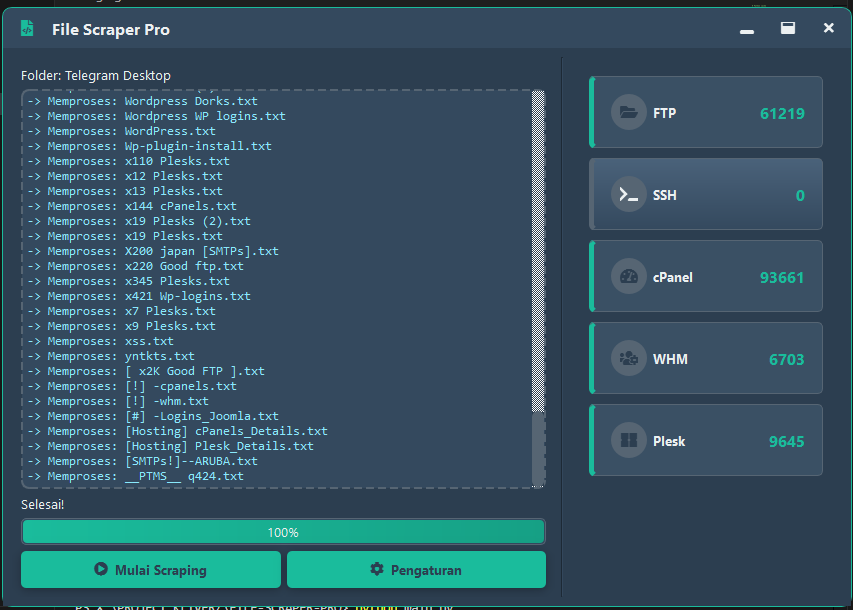 File Scraper Pro
Folder: Telegram Desktop
-> Memproses: Wordpress Dorks.txt
-> Memproses: Wordpress WP logins.txt
-> Memproses: WordPress.txt
-> Memproses: Wp-plugin-install.txt
-> Memproses: x110 Plesks.txt
-> Memproses: x12 Plesks.txt
-> Memproses: x13 Plesks.txt
-> Memproses: x144 cPanels.txt
-> Memproses: x19 Plesks (2).txt
-> Memproses: x19 Plesks.txt
-> Memproses: X200 japan [SMTPs].txt
-> Memproses: x220 Good ftp.txt
-> Memproses: x345 Plesks.txt
-> Memproses: x421 Wp-logins.txt
-> Memproses: x7 Plesks.txt
-> Memproses: x9 Plesks.txt
-> Memproses: xss.txt
-> Memproses: yntkts.txt
-> Memproses: [ x2K Good FTP ].txt
-> Memproses: [!] -cpanels.txt
-> Memproses: [!] -whm.txt
-> Memproses: [#] -Logins_Joomla.txt
-> Memproses: [Hosting] cPanels_Details.txt
-> Memproses: [Hosting] Plesk_Details.txt
-> Memproses: [SMTPs!]--ARUBA.txt
-> Memproses: __PTMS__ q424.txt
Selesai!
100%
Mulai Scraping
Pengaturan
FTP 61219
SSH 0
cPanel 93661
WHM 6703
Plesk 9645